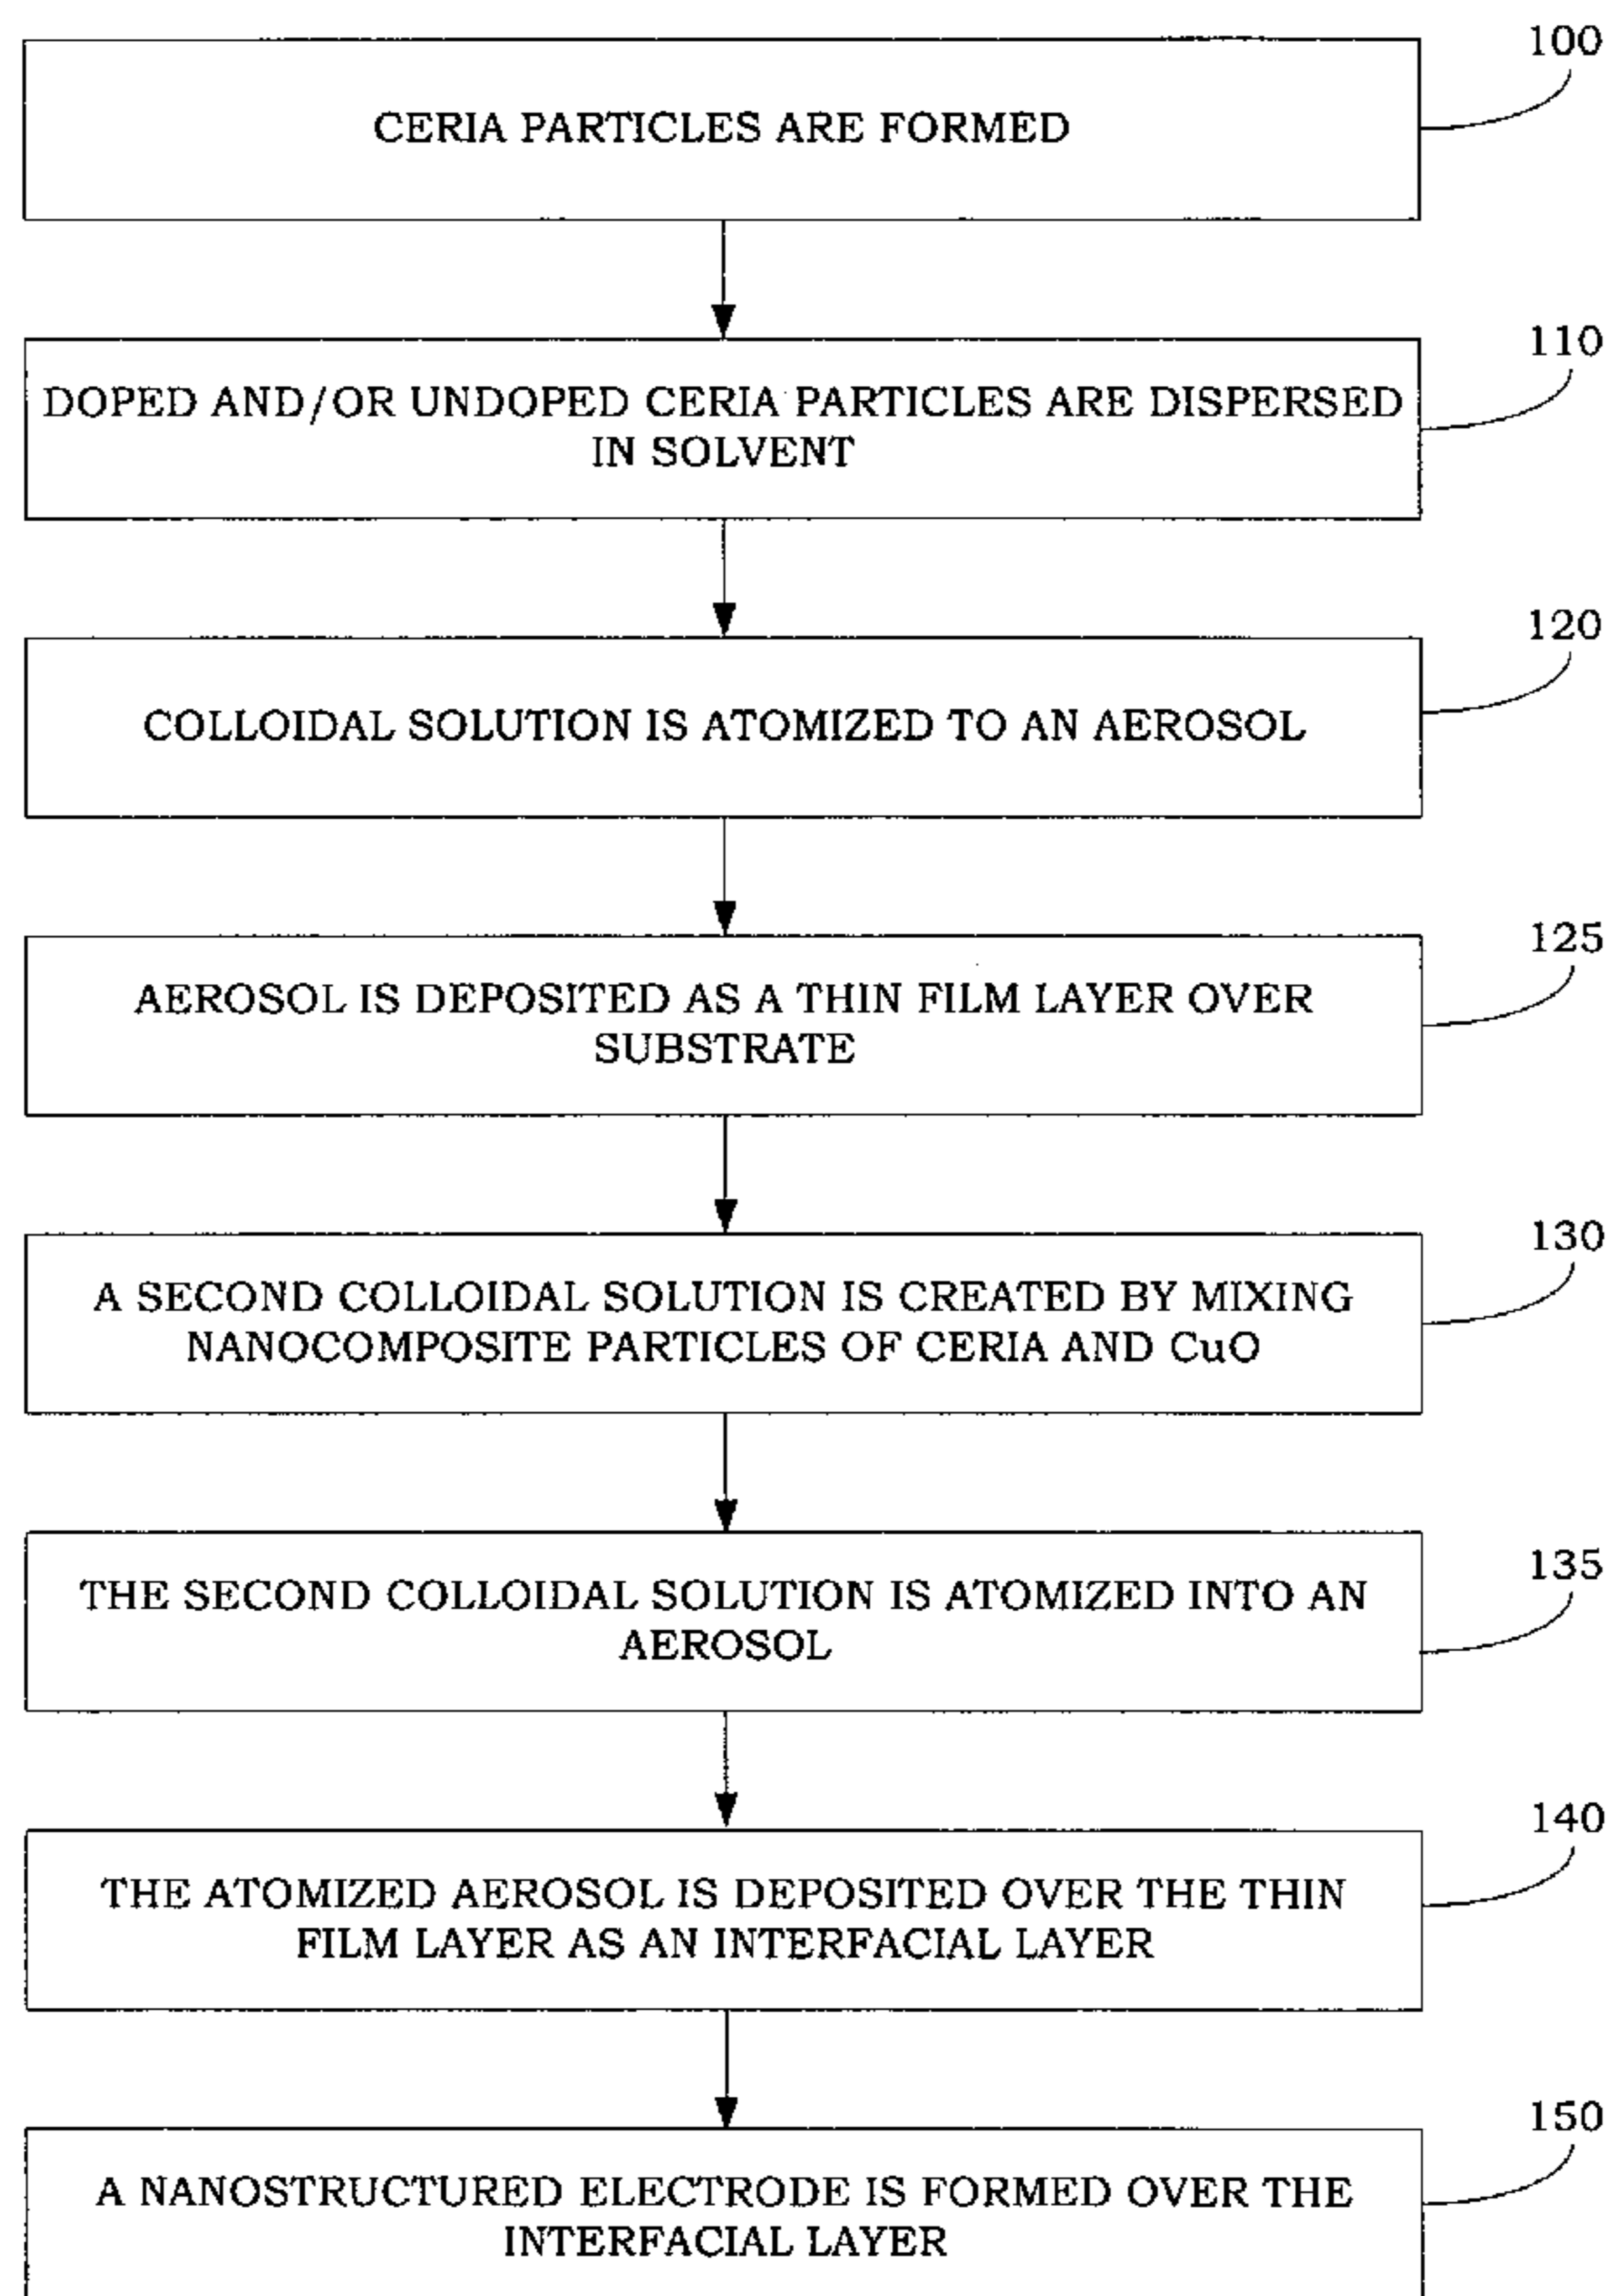 100
CERIA PARTICLES ARE FORMED
110
DOPED AND/OR UNDOPED CERIA PARTICLES ARE DISPERSED
IN SOLVENT
120
COLLOIDAL SOLUTION IS ATOMIZED TO AN AEROSOL
125
AEROSOL IS DEPOSITED AS A THIN FILM LAYER OVER
SUBSTRATE
130
A SECOND COLLOIDAL SOLUTION IS CREATED BY MIXING
NANOCOMPOSITE PARTICLES OF CERIA AND CuO
135
THE SECOND COLLOIDAL SOLUTION IS ATOMIZED INTO AN
AEROSOL
140
THE ATOMIZED AEROSOL IS DEPOSITED OVER THE THIN
FILM LAYER AS AN INTERFACIAL LAYER
150
A NANOSTRUCTURED ELECTRODE IS FORMED OVER THE
INTERFACIAL LAYER